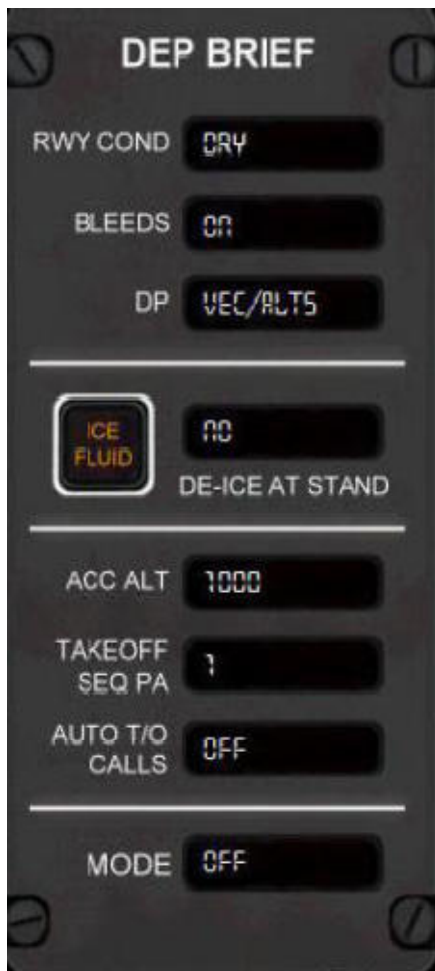 DEP BRIEF
RWY COND DRY
BLEEDS ON
DP VEC/ALTS
ICE
FLUID
NO
DE-ICE AT STAND
ACC ALT 1000
TAKEOFF
SEQ PA
1
AUTO T/O
CALLS
OFF
MODE OFF